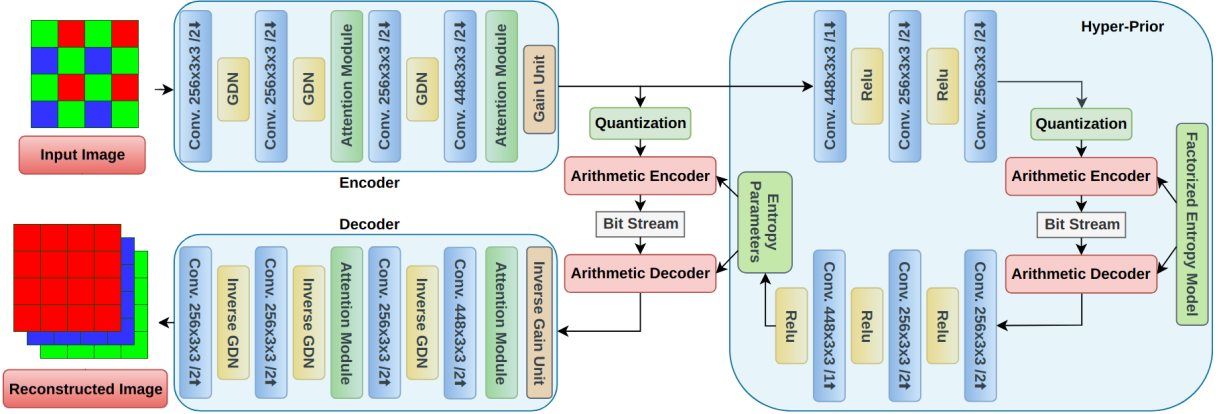 Input Image
Conv. 256x3x3 /2⬇
GDN
Conv. 256x3x3 /2⬇
GDN
Attention Module
Conv. 256x3x3 /2⬇
GDN
Conv. 448x3x3 /2⬇
Attention Module
Gain Unit
Encoder
Quantization
Arithmetic Encoder
Bit Stream
Arithmetic Decoder
Entropy
Parameters
Hyper-Prior
Conv. 448x3x3 /1⬇
Relu
Conv. 256x3x3 /2⬇
Relu
Conv. 256x3x3 /2⬇
Quantization
Arithmetic Encoder
Bit Stream
Arithmetic Decoder
Factorized Entropy Model
Relu
Conv. 448x3x3 /1⬆
Relu
Conv. 256x3x3 /2⬆
Relu
Conv. 256x3x3 /2⬆
Decoder
Conv. 256x3x3 /2⬆
Inverse GDN
Conv. 256x3x3 /2⬆
Inverse GDN
Attention Module
Conv. 256x3x3 /2⬆
Inverse GDN
Conv. 448x3x3 /2⬆
Attention Module
Inverse Gain Unit
Reconstructed Image